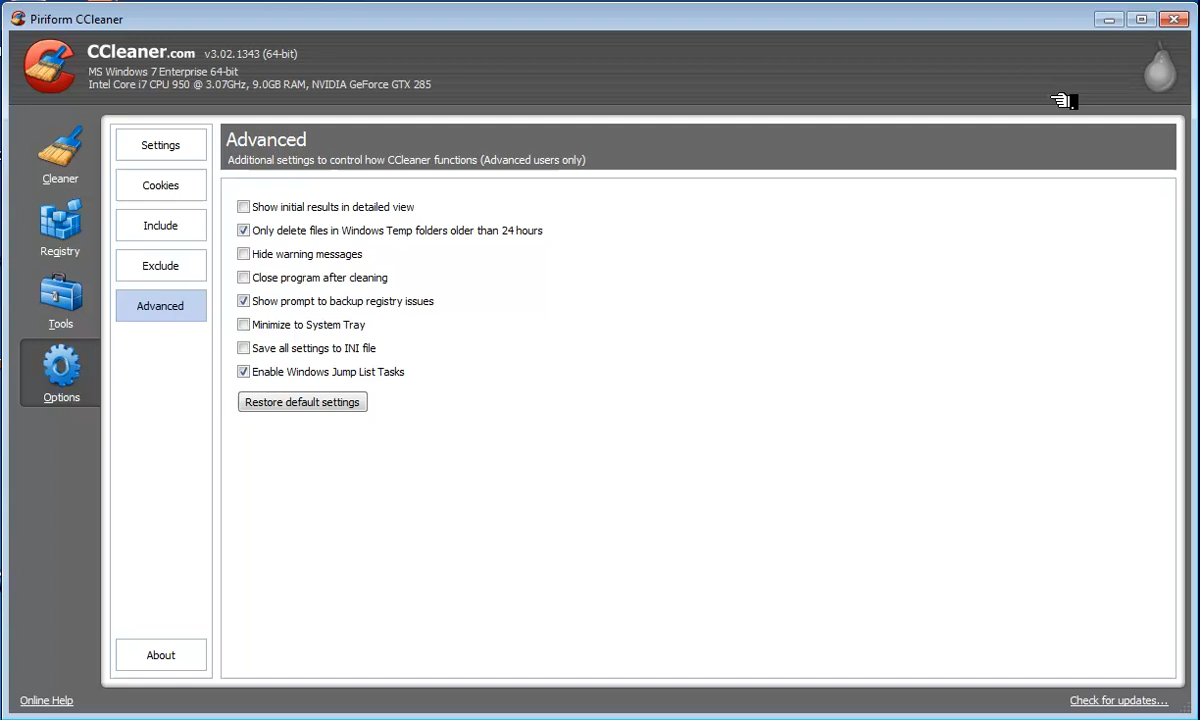 Piriform CCleaner
CCleaner.com v3.02.1343 (64-bit)
MS Windows 7 Enterprise 64-bit
Intel Core i7 CPU 950 @ 3.07GHz, 9.0GB RAM, NVIDIA GeForce GTX 285
Cleaner
Registry
Tools
Options
Settings
Cookies
Include
Exclude
Advanced
About
Advanced
Additional settings to control how CCleaner functions (Advanced users only)
Show initial results in detailed view
Only delete files in Windows Temp folders older than 24 hours
Hide warning messages
Close program after cleaning
Show prompt to backup registry issues
Minimize to System Tray
Save all settings to INI file
Enable Windows Jump List Tasks
Restore default settings
Online Help
Check for updates...